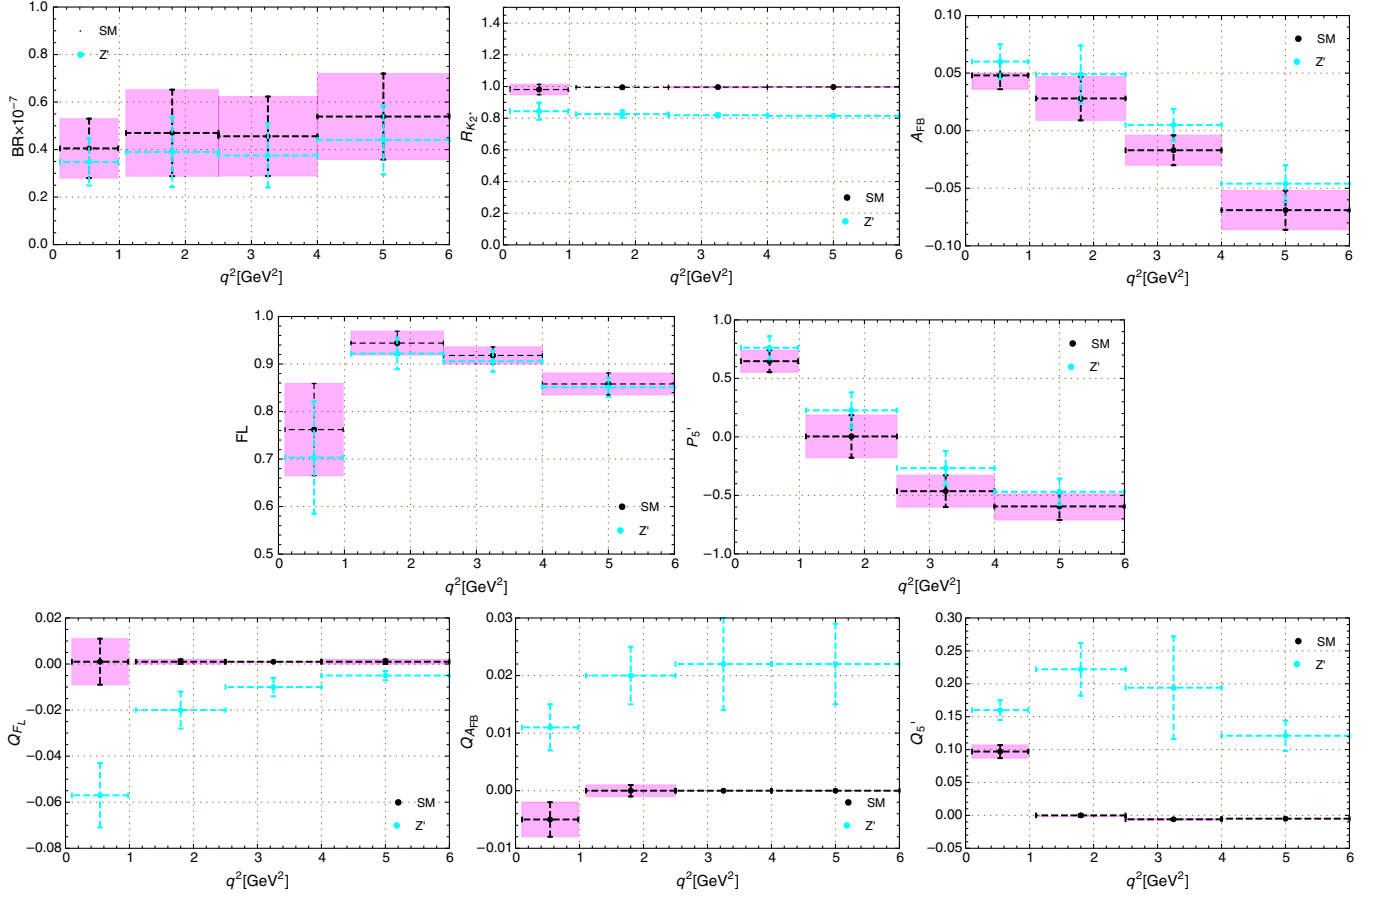 BR×10⁻⁷
1.0
0.8
0.6
0.4
0.2
0.0
SM
Z'
0 1 2 3 4 5 6
q²[GeV²]
R_{K₂*}
1.4
1.2
1.0
0.8
0.6
0.4
0.2
0.0
SM
Z'
0 1 2 3 4 5 6
q²[GeV²]
A_FB
0.10
0.05
0.00
−0.05
−0.10
SM
Z'
0 1 2 3 4 5 6
q²[GeV²]
FL
1.0
0.9
0.8
0.7
0.6
0.5
SM
Z'
0 1 2 3 4 5 6
q²[GeV²]
P₅'
1.0
0.5
0.0
−0.5
−1.0
SM
Z'
0 1 2 3 4 5 6
q²[GeV²]
Q_{F_L}
0.02
0.00
−0.02
−0.04
−0.06
−0.08
SM
Z'
0 1 2 3 4 5 6
q²[GeV²]
Q_{A_FB}
0.03
0.02
0.01
0.00
−0.01
SM
Z'
0 1 2 3 4 5 6
q²[GeV²]
Q₅'
0.30
0.25
0.20
0.15
0.10
0.05
0.00
−0.05
SM
Z'
0 1 2 3 4 5 6
q²[GeV²]